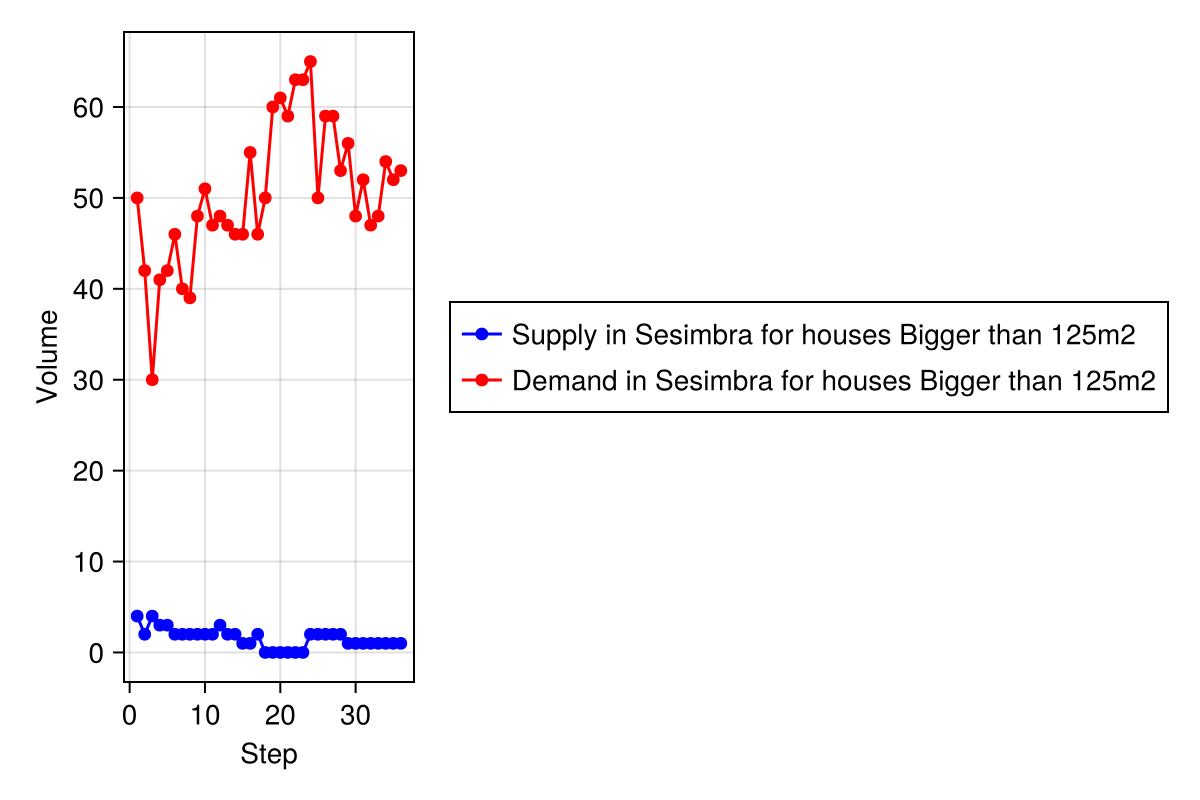 60
50
40
30
20
10
0
Volume
0 10 20 30
Step
Supply in Sesimbra for houses Bigger than 125m2
Demand in Sesimbra for houses Bigger than 125m2